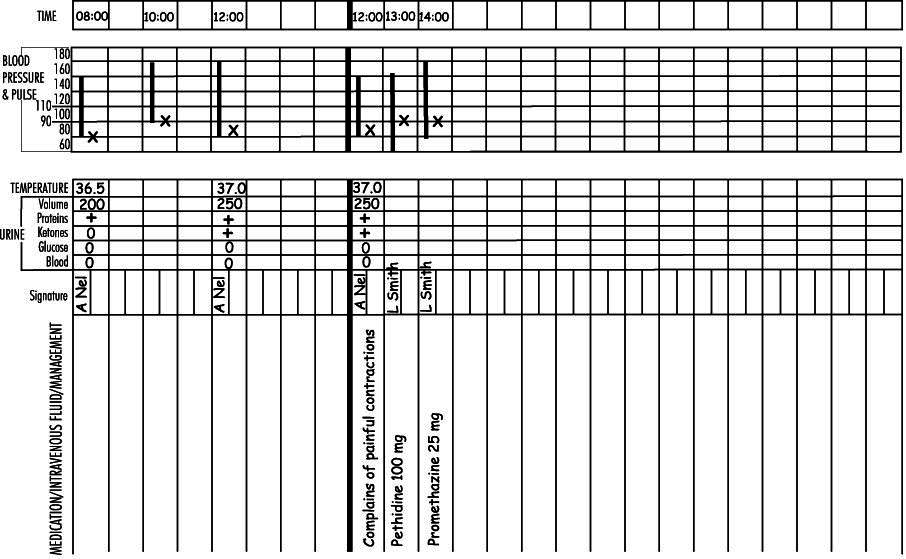 TIME 08:00 10:00 12:00 12:00 13:00 14:00
BLOOD
PRESSURE
& PULSE
180
160
140
120
110
100
90
80
60
X X X X X X
TEMPERATURE 36.5 37.0 37.0
URINE
Volume 200 250 250
Proteins + + +
Ketones 0 + +
Glucose 0 0 0
Blood 0 0 0
Signature A Nel A Nel A Nel L Smith L Smith
MEDICATION/INTRAVENOUS FLUID/MANAGEMENT
Complains of painful contractions
Pethidine 100 mg
Promethazine 25 mg